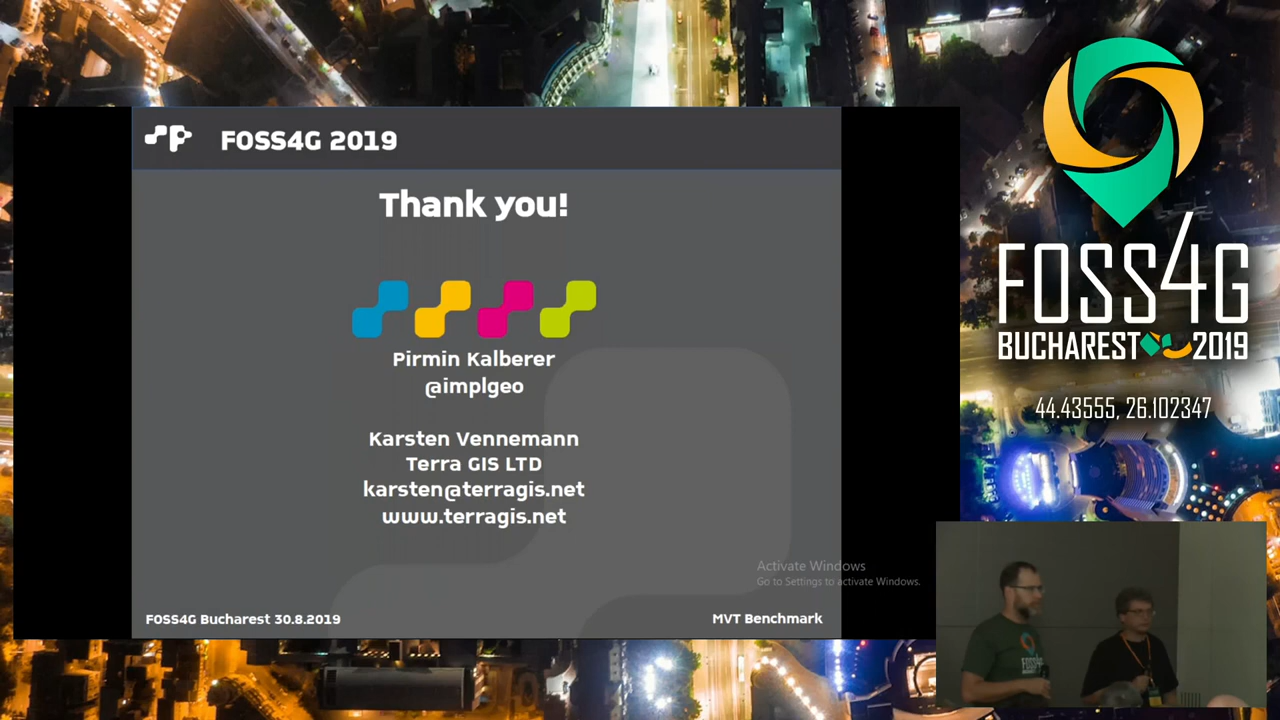 FOSS4G 2019
Thank you!
Pirmin Kalberer
@implgeo
Karsten Vennemann
Terra GIS LTD
karsten@terragis.net
www.terragis.net
Activate Windows
Go to Settings to activate Windows.
FOSS4G Bucharest 30.8.2019
MVT Benchmark
FOSS4G
BUCHAREST 2019
44.43555, 26.102347